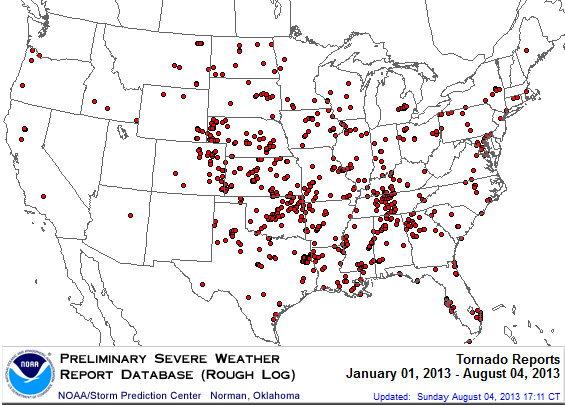 NOAA
PRELIMINARY SEVERE WEATHER
REPORT DATABASE (ROUGH LOG)
NOAA/Storm Prediction Center Norman, Oklahoma
Tornado Reports
January 01, 2013 - August 04, 2013
Updated: Sunday August 04, 2013 17:11 CT